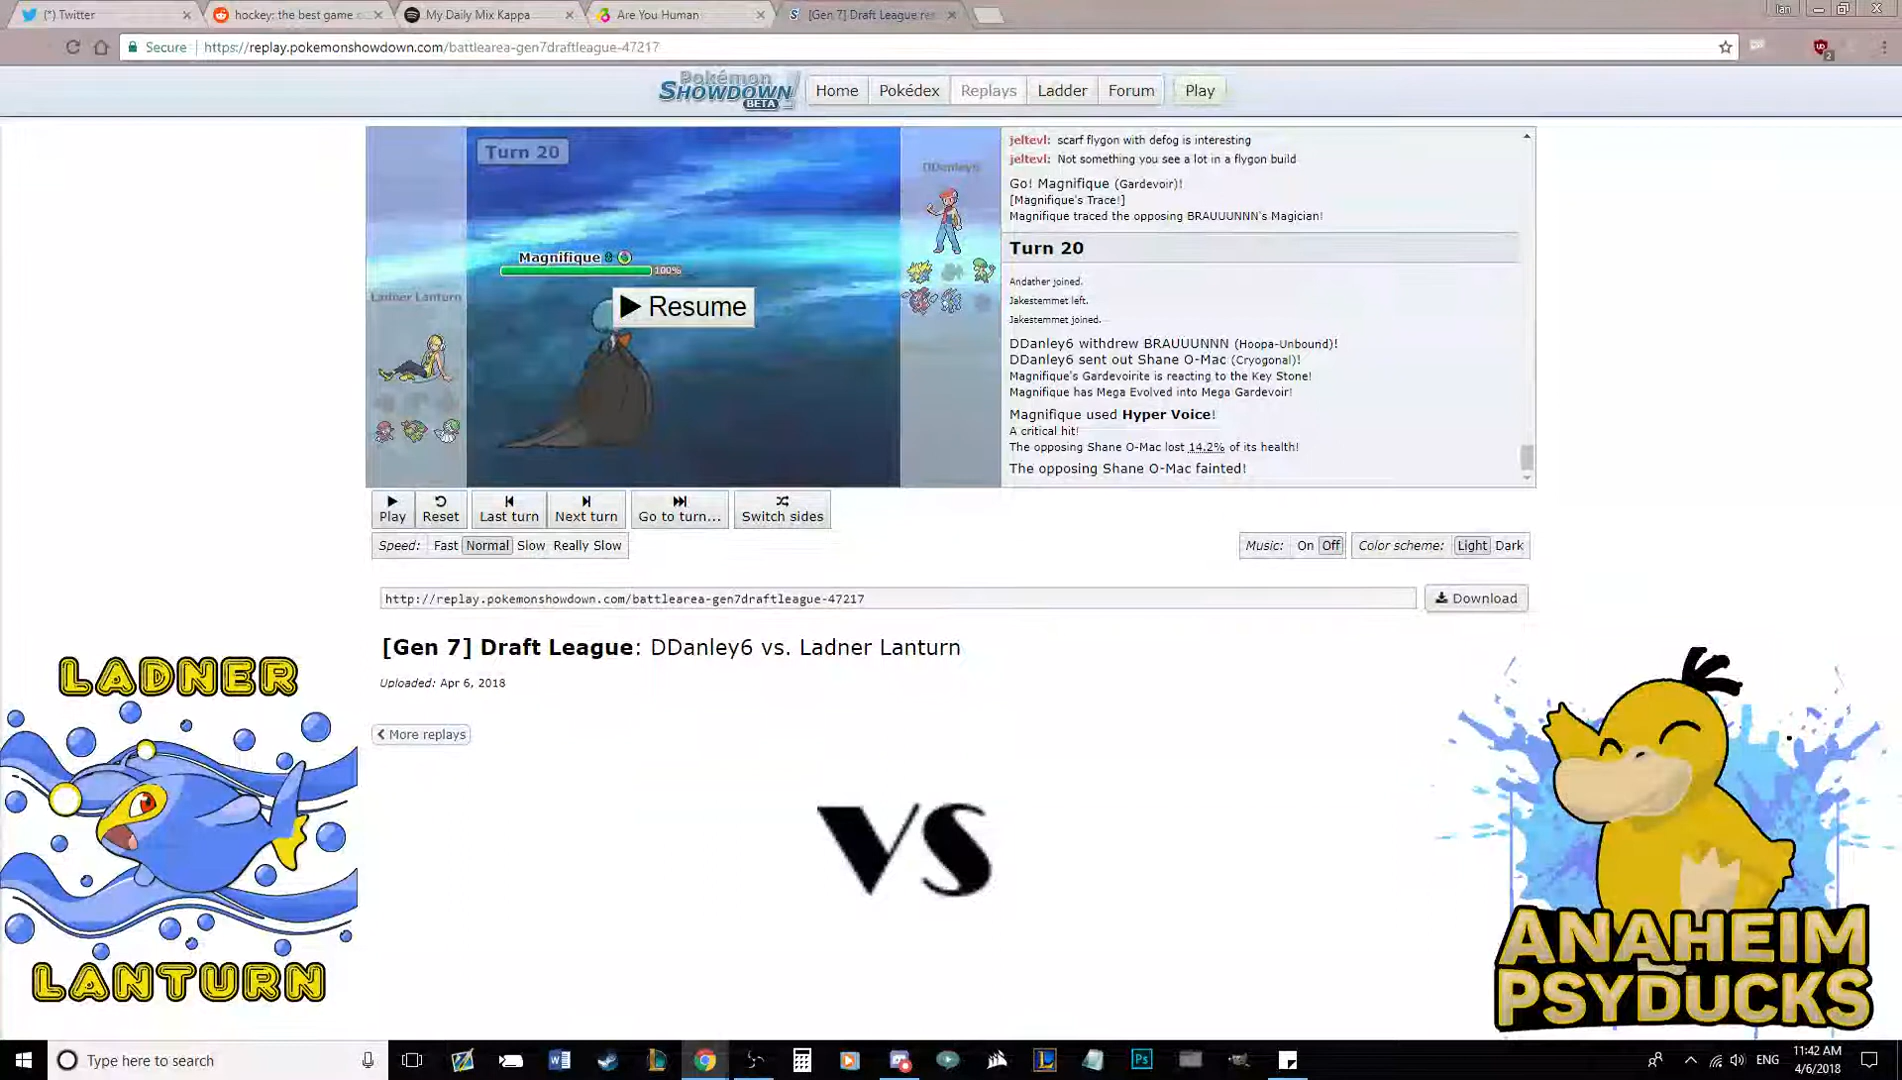 (*) Twitter
hockey: the best game o
My Daily Mix Kappa
Are You Human
[Gen 7] Draft League re
Ian
Secure
https://replay.pokemonshowdown.com/battlearea-gen7draftleague-47217
2
Pokémon
SHOWDOWN
BETA
Home
Pokédex
Replays
Ladder
Forum
Play
Turn 20
DDanley6
Magnifique
100%
Resume
Ladner Lanturn
jeltevl: scarf flygon with defog is interesting
jeltevl: Not something you see a lot in a flygon build
Go! Magnifique (Gardevoir)!
[Magnifique's Trace!]
Magnifique traced the opposing BRAUUUNNN's Magician!
Turn 20
Andather joined.
Jakestemmet left.
Jakestemmet joined.
DDanley6 withdrew BRAUUUNNN (Hoopa-Unbound)!
DDanley6 sent out Shane O-Mac (Cryogonal)!
Magnifique's Gardevoirite is reacting to the Key Stone!
Magnifique has Mega Evolved into Mega Gardevoir!
Magnifique used Hyper Voice!
A critical hit!
The opposing Shane O-Mac lost 14.2% of its health!
The opposing Shane O-Mac fainted!
Play
Reset
Last turn
Next turn
Go to turn...
Switch sides
Speed: Fast Normal Slow Really Slow
Music: On Off
Color scheme: Light Dark
http://replay.pokemonshowdown.com/battlearea-gen7draftleague-47217
Download
[Gen 7] Draft League: DDanley6 vs. Ladner Lanturn
Uploaded: Apr 6, 2018
More replays
LADNER
LANTURN
VS
ANAHEIM
PSYDUCKS
Type here to search
Ps
ENG
11:42 AM
4/6/2018